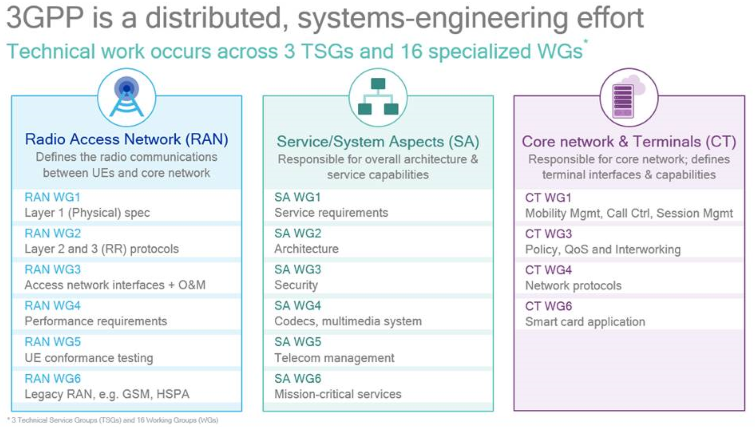 3GPP is a distributed, systems-engineering effort
Technical work occurs across 3 TSGs and 16 specialized WGs*
Radio Access Network (RAN)
Defines the radio communications
between UEs and core network
RAN WG1
Layer 1 (Physical) spec
RAN WG2
Layer 2 and 3 (RR) protocols
RAN WG3
Access network interfaces + O&M
RAN WG4
Performance requirements
RAN WG5
UE conformance testing
RAN WG6
Legacy RAN, e.g. GSM, HSPA
Service/System Aspects (SA)
Responsible for overall architecture &
service capabilities
SA WG1
Service requirements
SA WG2
Architecture
SA WG3
Security
SA WG4
Codecs, multimedia system
SA WG5
Telecom management
SA WG6
Mission-critical services
Core network & Terminals (CT)
Responsible for core network; defines
terminal interfaces & capabilities
CT WG1
Mobility Mgmt, Call Ctrl, Session Mgmt
CT WG3
Policy, QoS and Interworking
CT WG4
Network protocols
CT WG6
Smart card application
* 3 Technical Service Groups (TSGs) and 16 Working Groups (WGs)